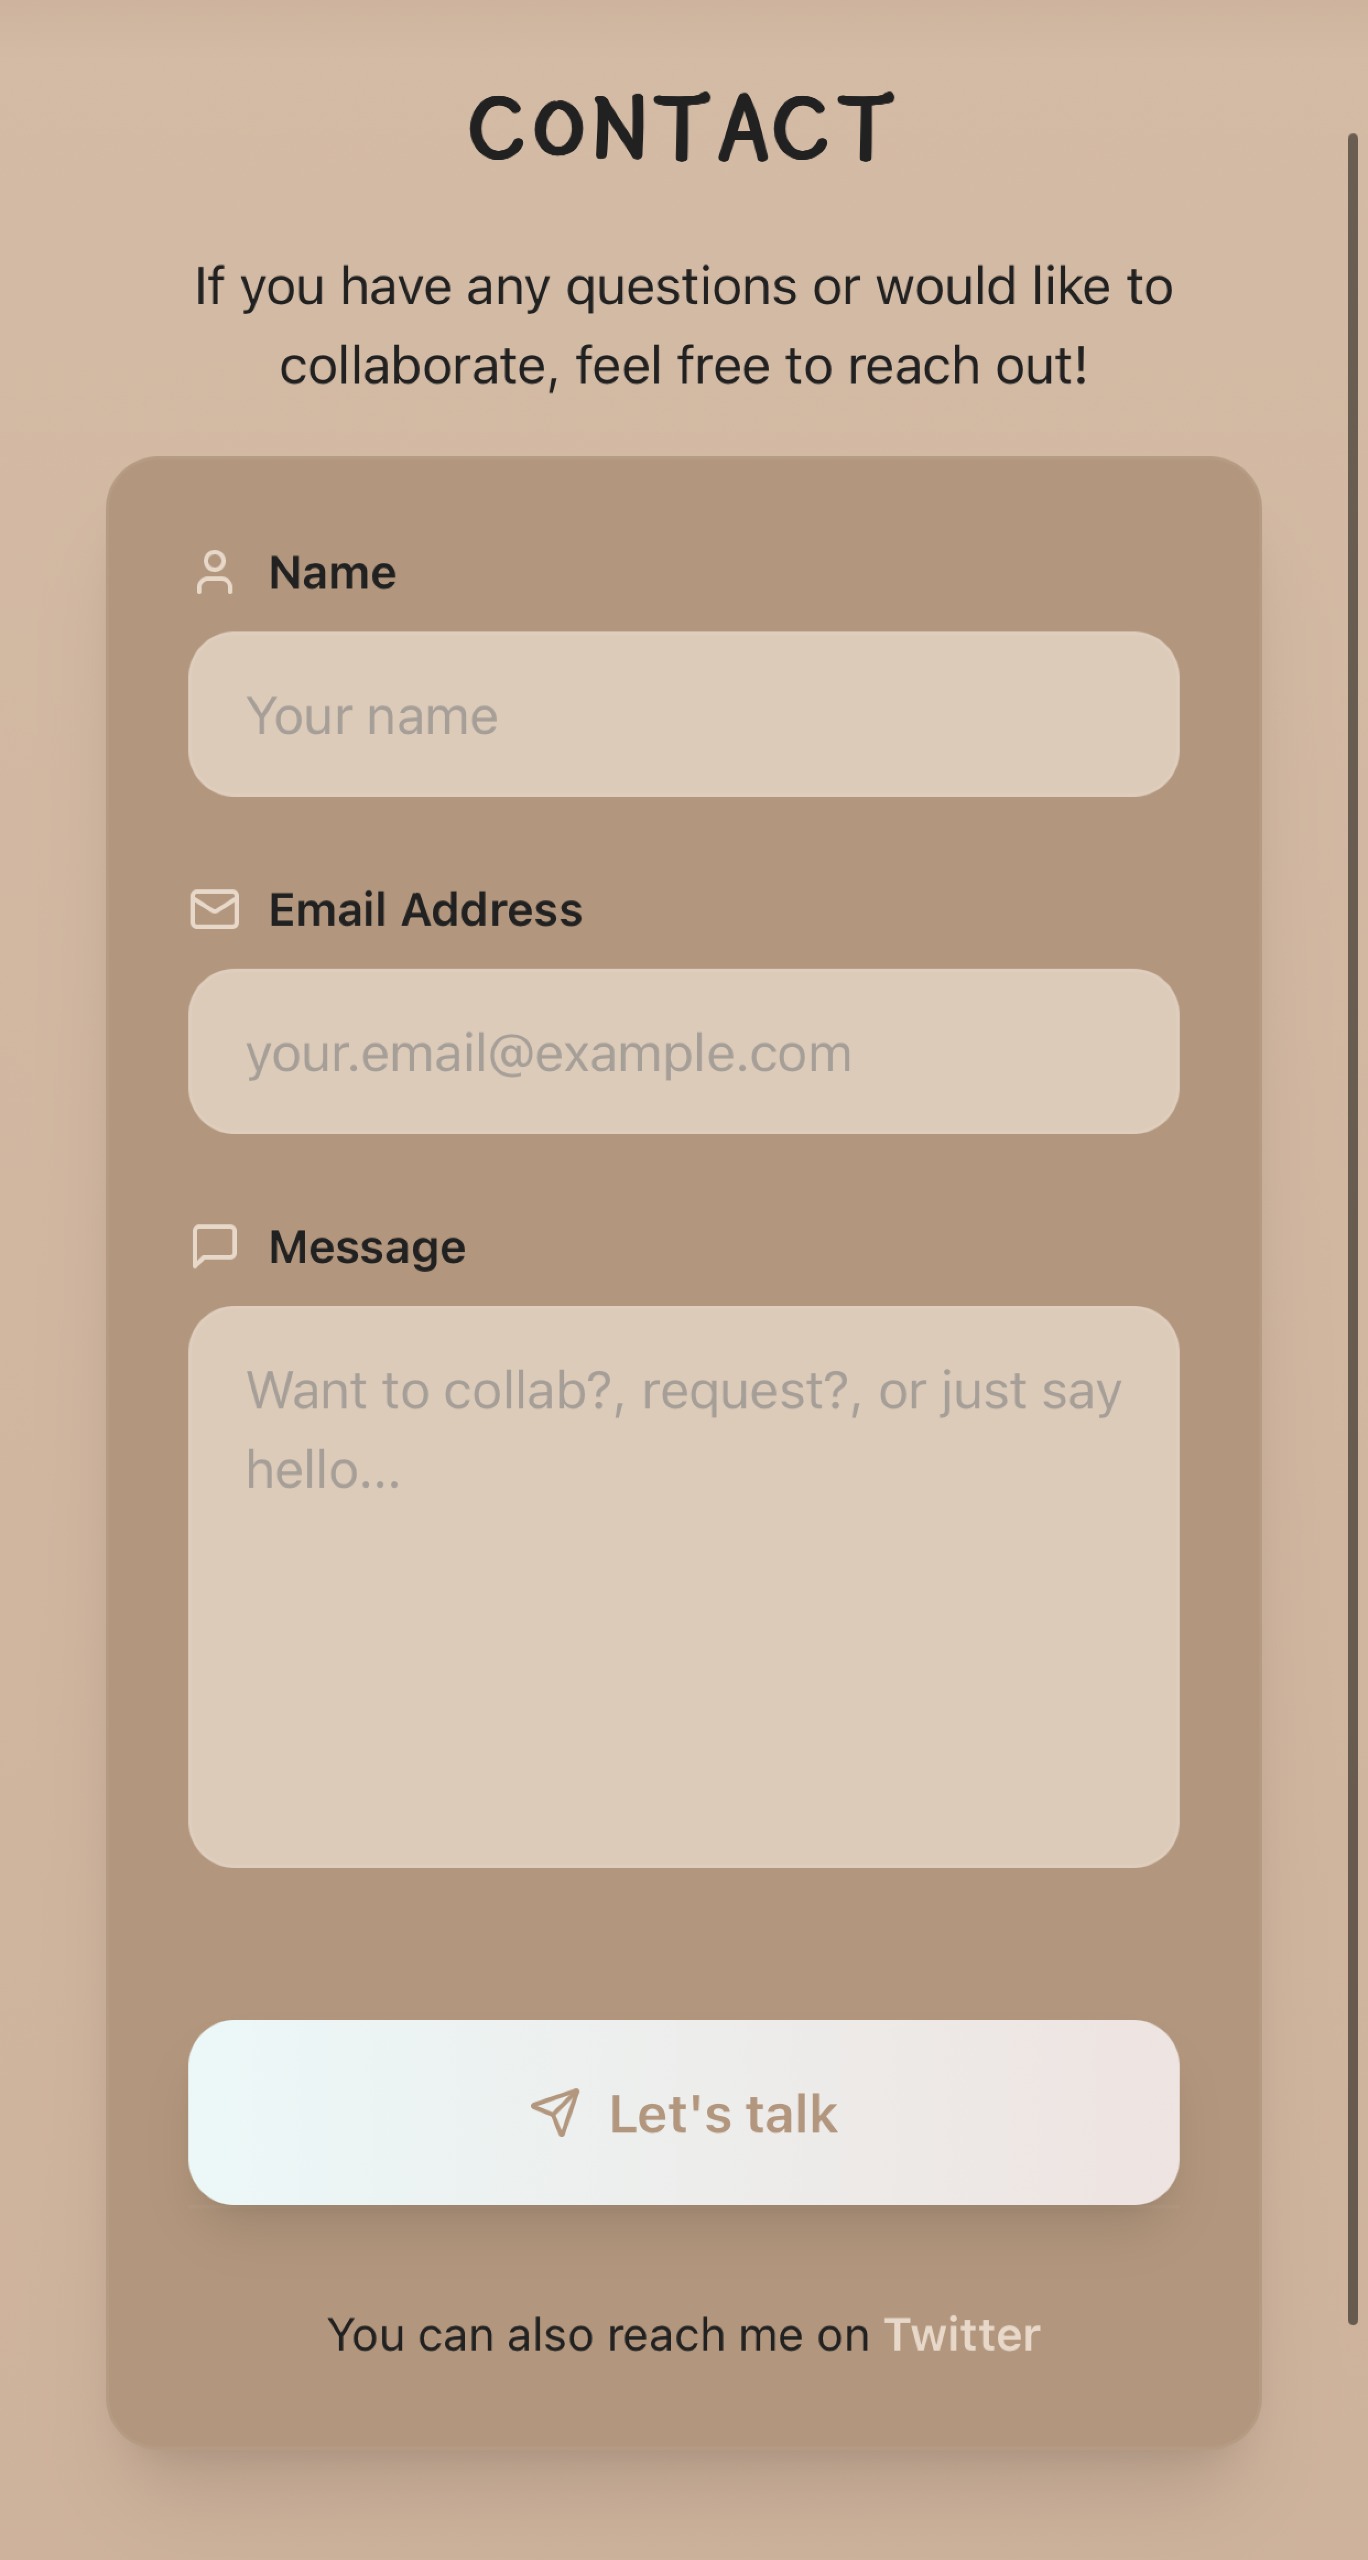 CONTACT
If you have any questions or would like to
collaborate, feel free to reach out!
Name
Your name
Email Address
your.email@example.com
Message
Want to collab?, request?, or just say
hello...
Let's talk
You can also reach me on Twitter